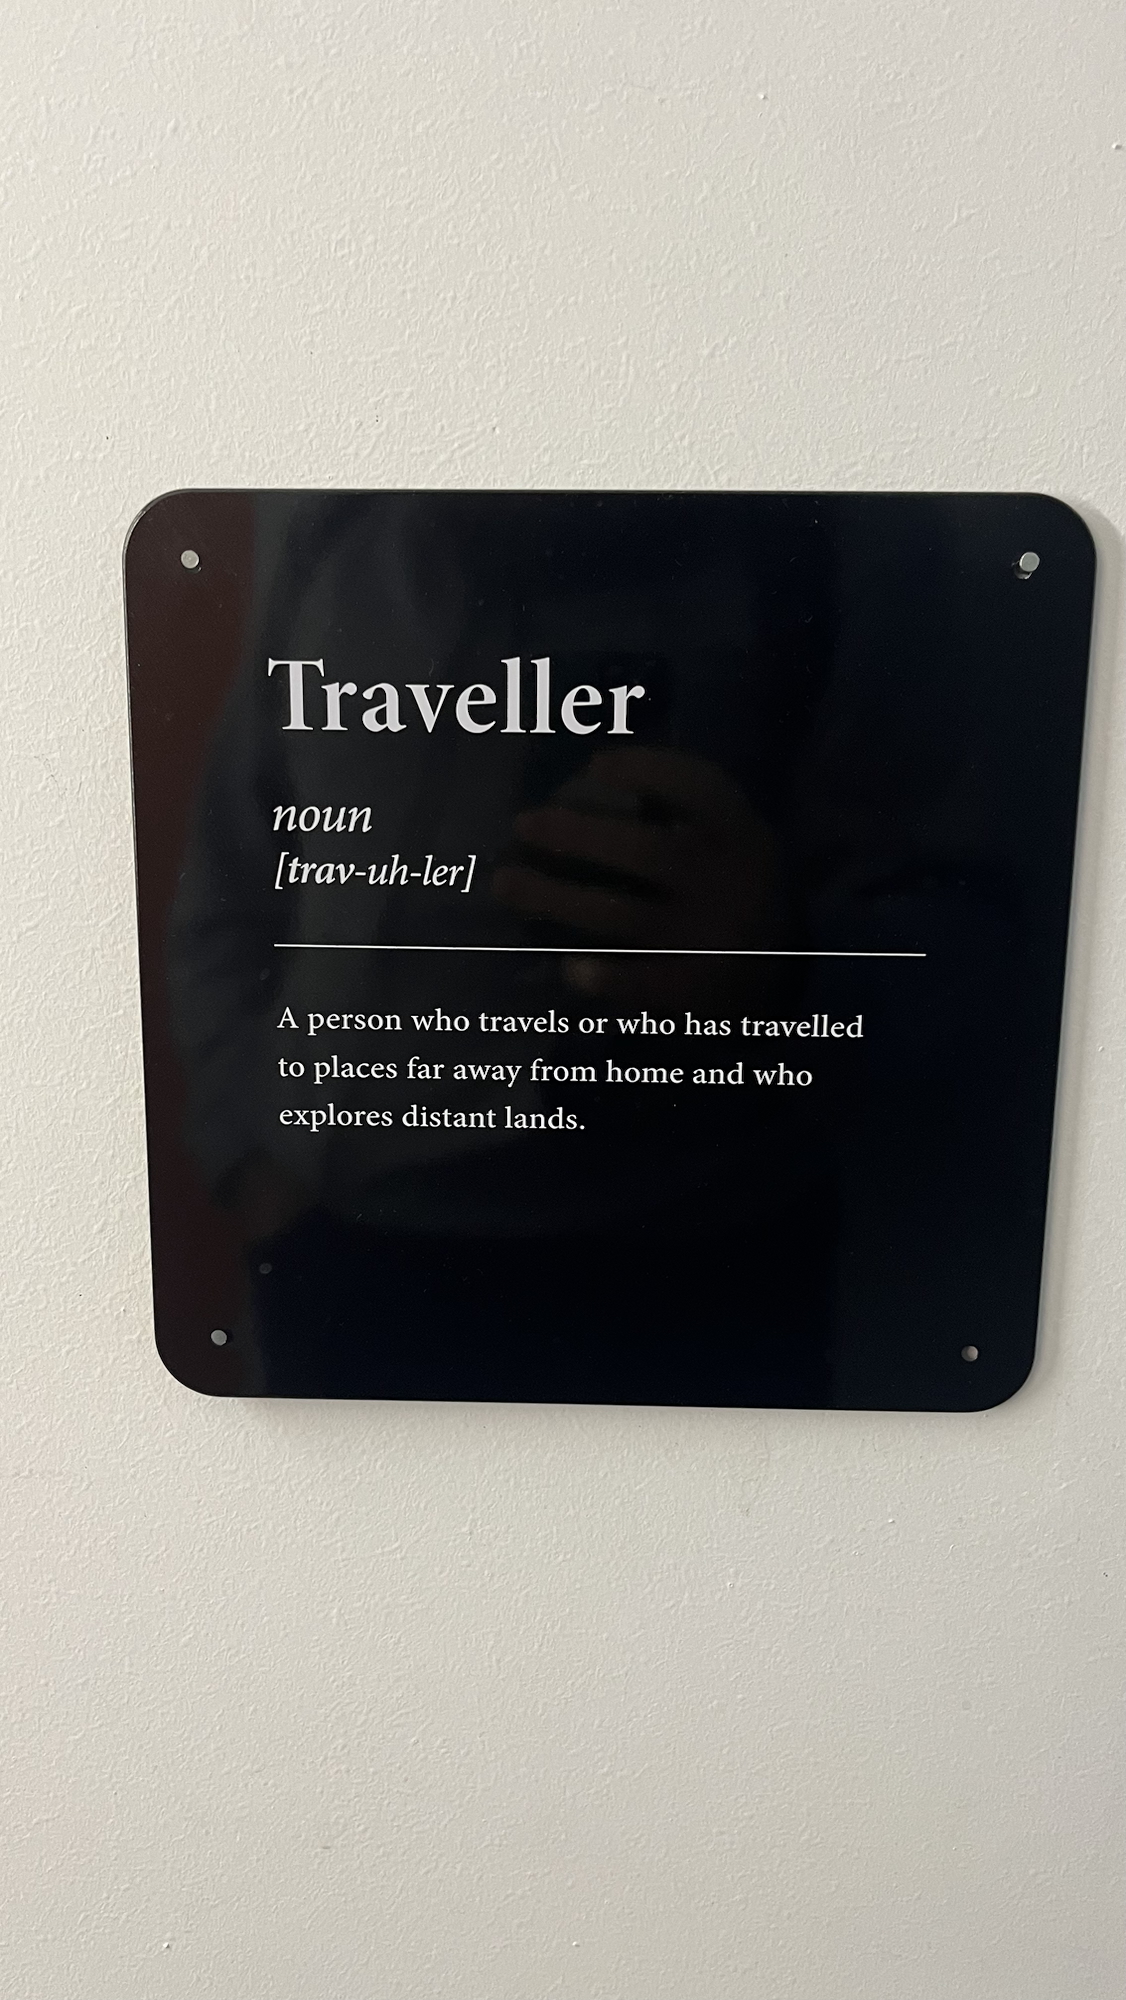 Traveller
noun
[trav-uh-ler]
A person who travels or who has travelled
to places far away from home and who
explores distant lands.